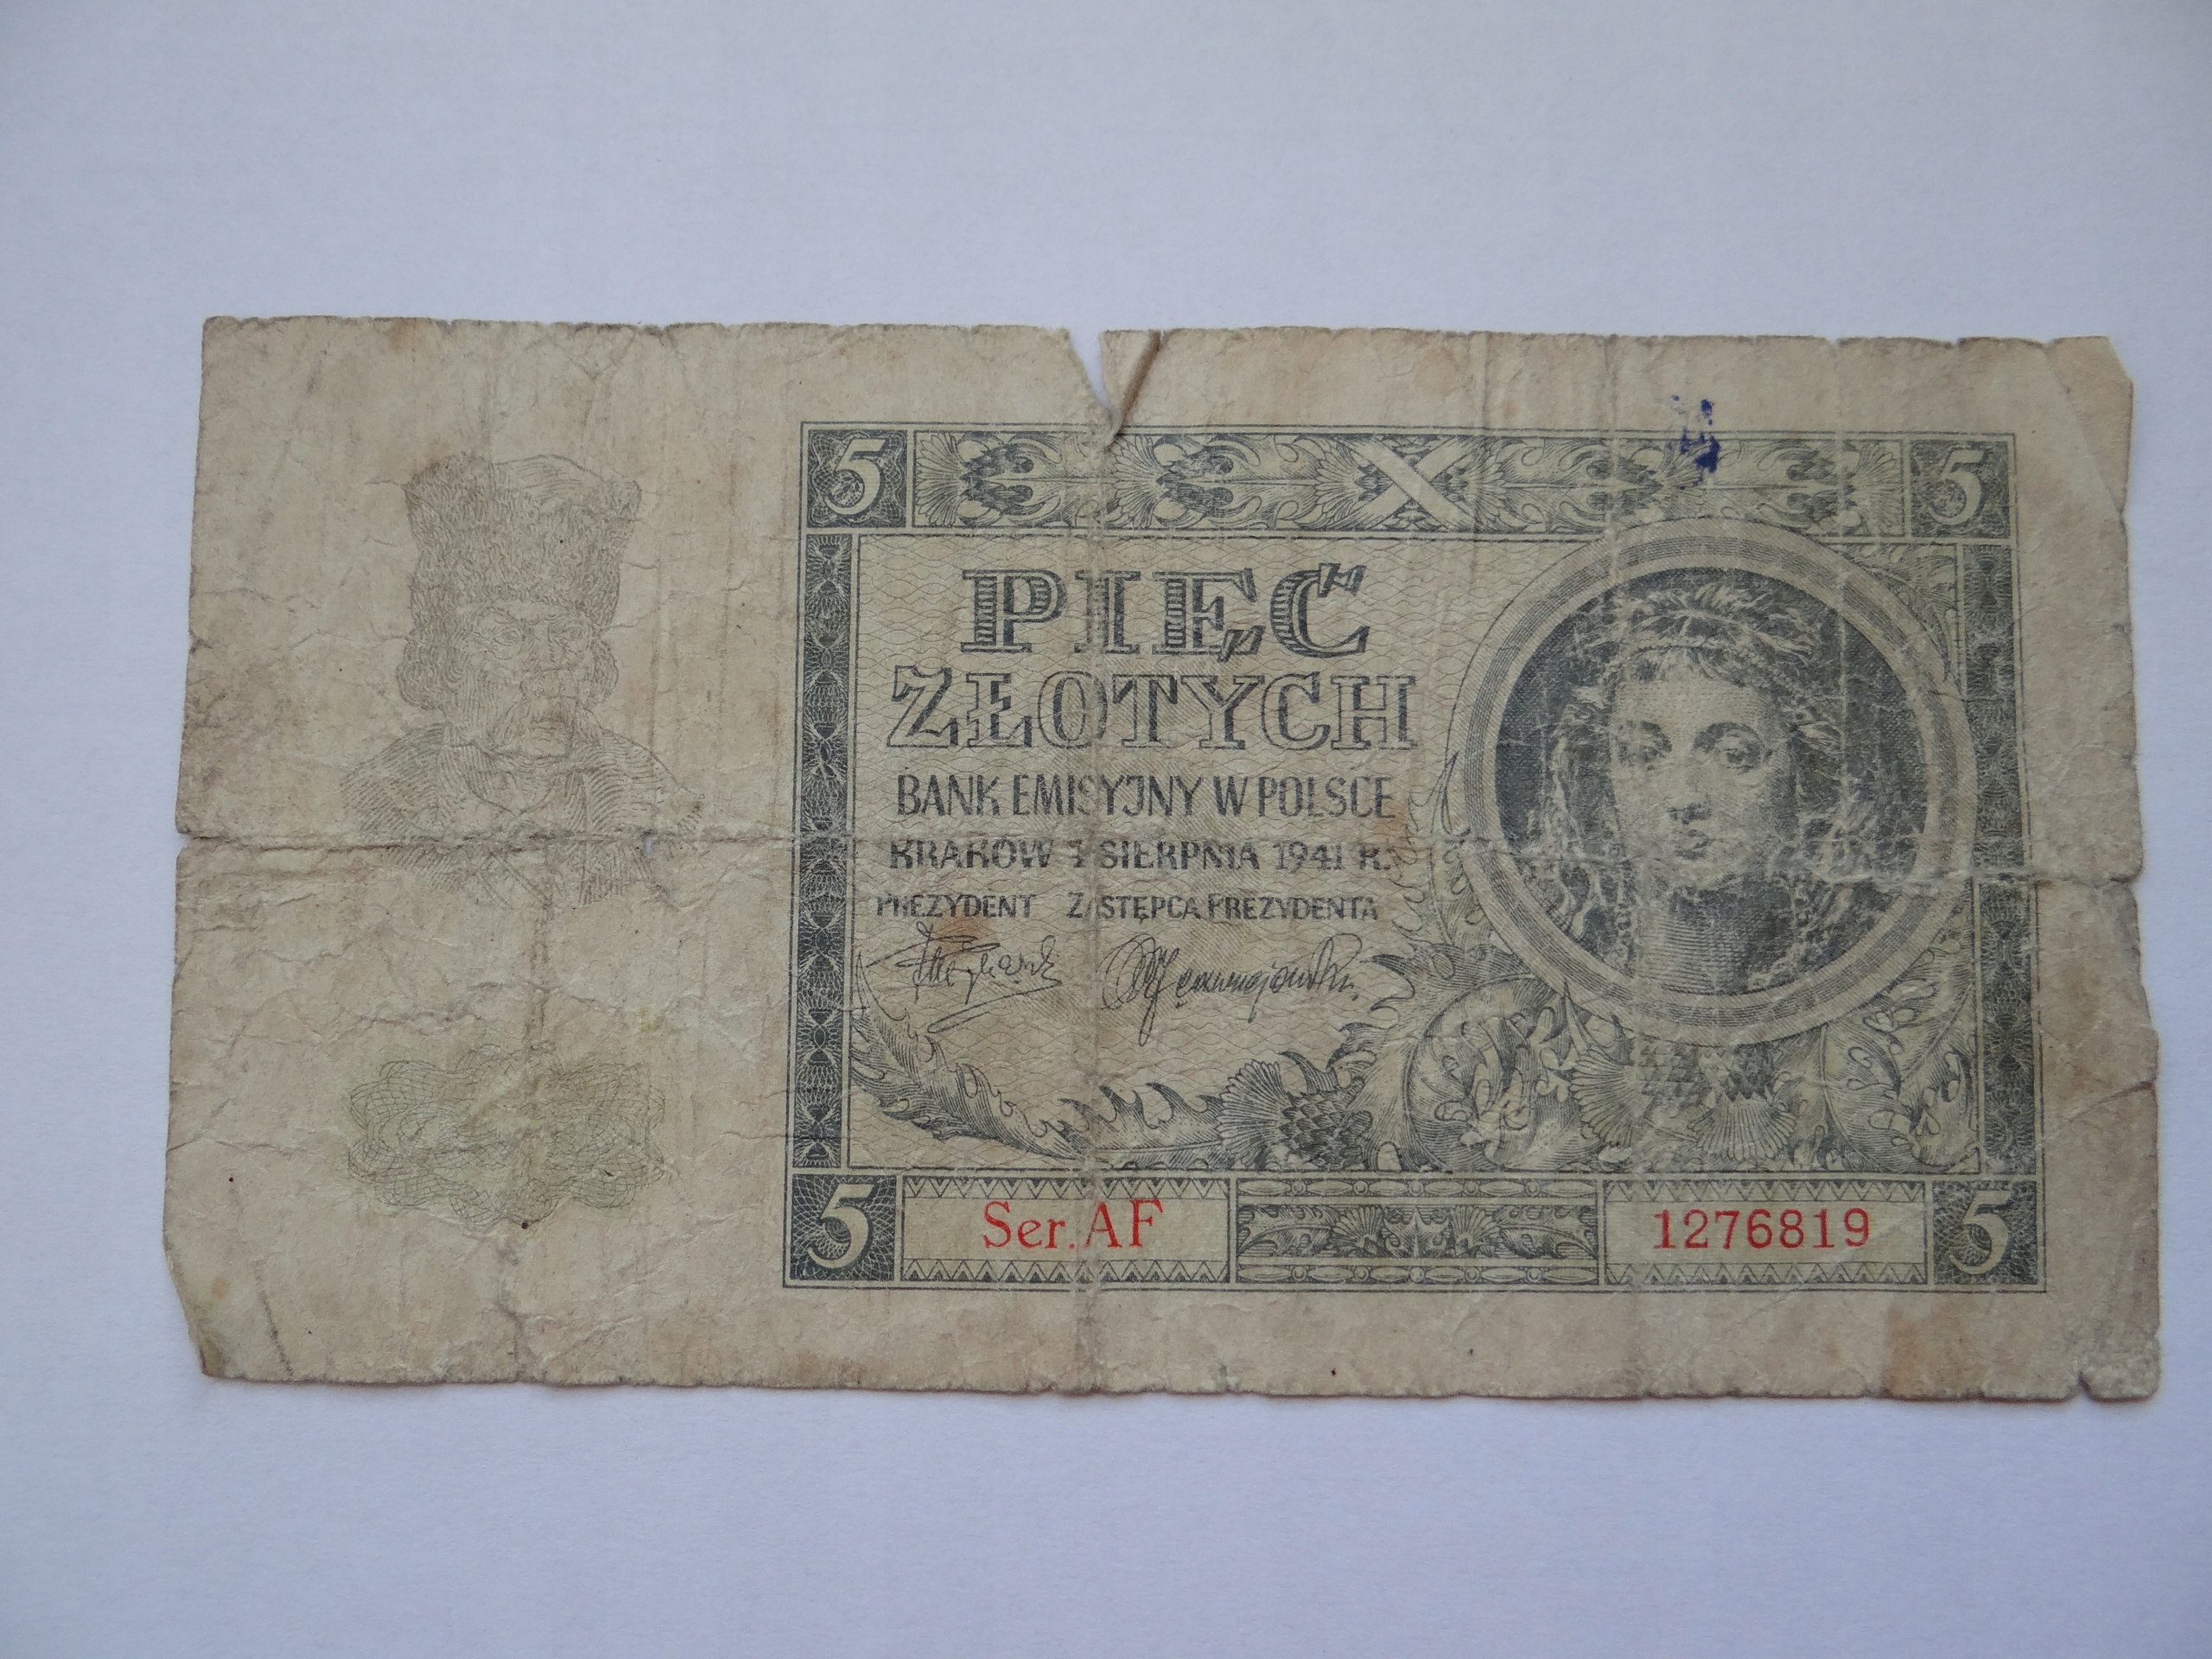 5 5
PIĘĆ
ZŁOTYCH
BANK EMISYJNY W POLSCE
KRAKÓW 1 SIERPNIA 1941 R.
PREZYDENT ZASTĘPCA PREZYDENTA
5 Ser. AF 1276819 5